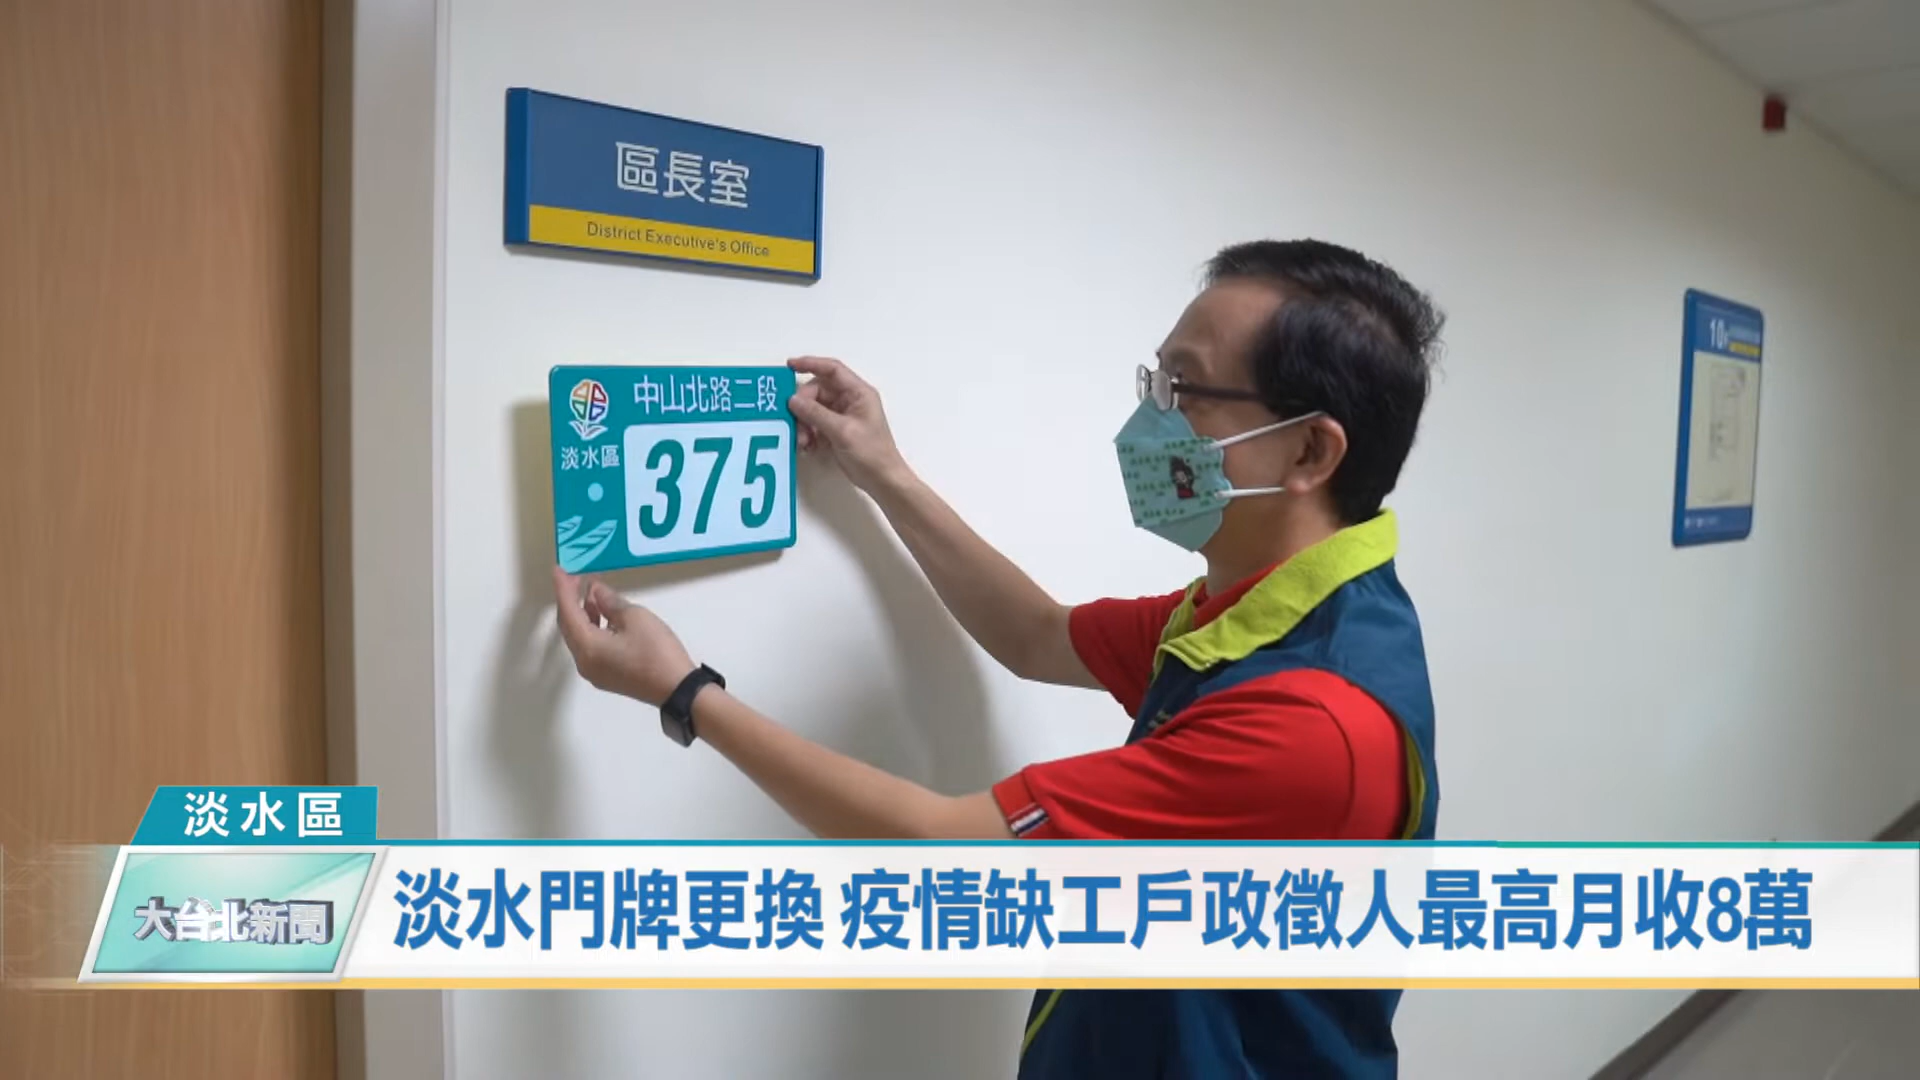 區長室
District Executive's Office
中山北路二段
淡水區
375
10
淡水區
大台北新聞
淡水門牌更換 疫情缺工戶政徵人最高月收8萬